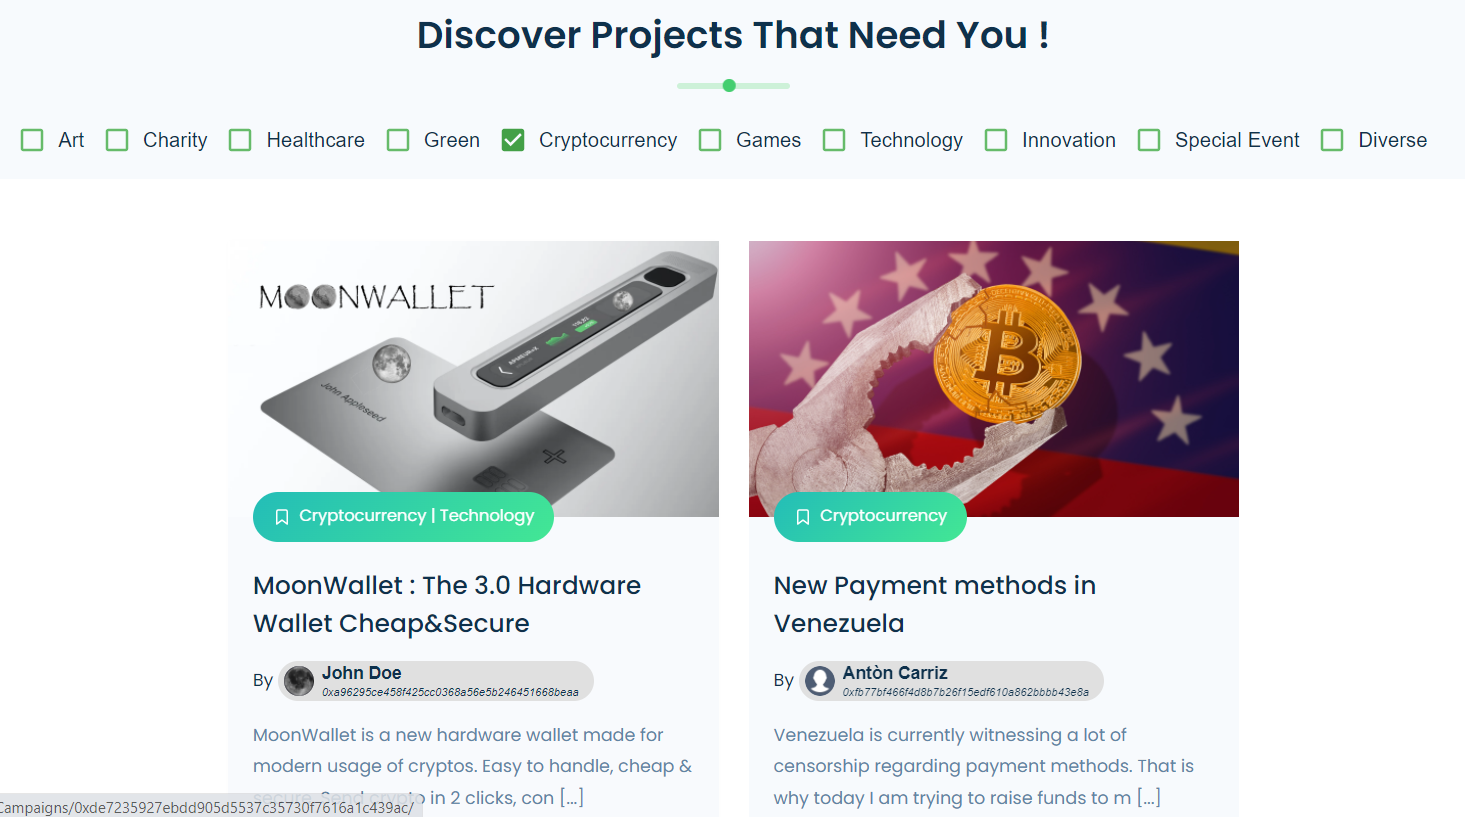 Discover Projects That Need You !
Art Charity Healthcare Green Cryptocurrency Games Technology Innovation Special Event Diverse
MOONWALLET
John Appleseed
Cryptocurrency | Technology
MoonWallet : The 3.0 Hardware
Wallet Cheap&Secure
By John Doe
0xa96295ce458f425cc0368a56e5b246451668beaa
MoonWallet is a new hardware wallet made for
modern usage of cryptos. Easy to handle, cheap &
secure. Send crypto in 2 clicks, con [...]
Cryptocurrency
New Payment methods in
Venezuela
By Antòn Carriz
0xfb77bf466f4d8b7b26f15edf610a862bbbb43e8a
Venezuela is currently witnessing a lot of
censorship regarding payment methods. That is
why today I am trying to raise funds to m [...]
Campaigns/0xde7235927ebdd905d5537c35730f7616a1c439ac/